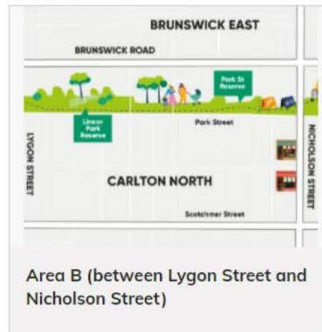 BRUNSWICK EAST
BRUNSWICK ROAD
Park St
Reserve
Linear
Park
Reserve
Park Street
LYGON STREET
NICHOLSON STREET
CARLTON NORTH
Scotchmer Street
Area B (between Lygon Street and
Nicholson Street)